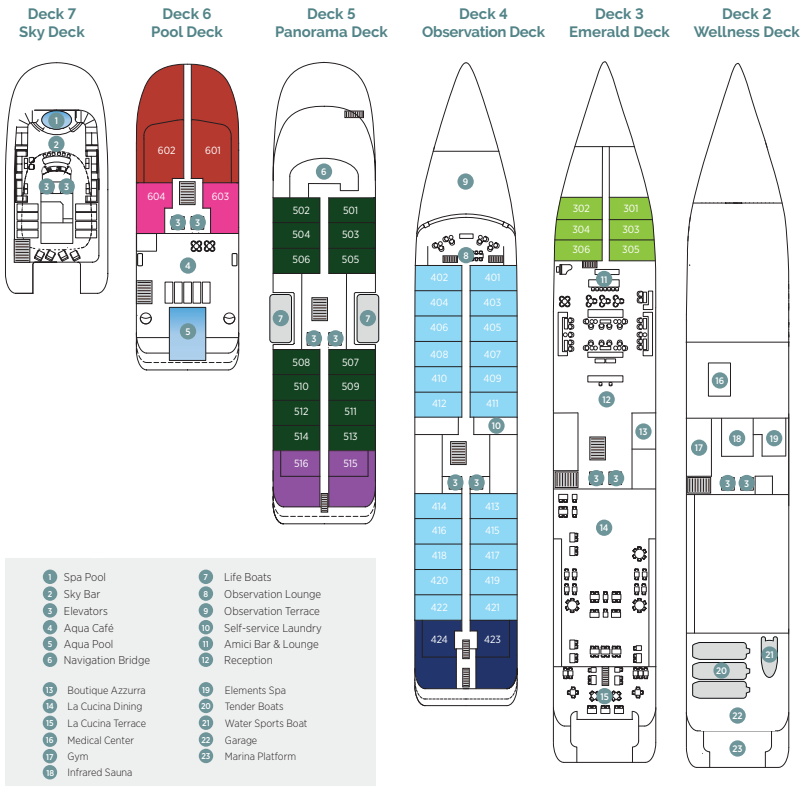 Deck 7
Sky Deck
Deck 6
Pool Deck
Deck 5
Panorama Deck
Deck 4
Observation Deck
Deck 3
Emerald Deck
Deck 2
Wellness Deck
1
2
3 3
602 601
604 603
3 3
4
5
6
502 501
504 503
506 505
7 7
3 3
508 507
510 509
512 511
514 513
516 515
9
8
402 401
404 403
406 405
408 407
410 409
412 411
10
3 3
414 413
416 415
418 417
420 419
422 421
424 423
302 301
304 303
306 305
11
12
13
3 3
14
15
16
17 18 19
3 3
20 21
22
23
1 Spa Pool
2 Sky Bar
3 Elevators
4 Aqua Café
5 Aqua Pool
6 Navigation Bridge
7 Life Boats
8 Observation Lounge
9 Observation Terrace
10 Self-service Laundry
11 Amici Bar & Lounge
12 Reception
13 Boutique Azzurra
14 La Cucina Dining
15 La Cucina Terrace
16 Medical Center
17 Gym
18 Infrared Sauna
19 Elements Spa
20 Tender Boats
21 Water Sports Boat
22 Garage
23 Marina Platform